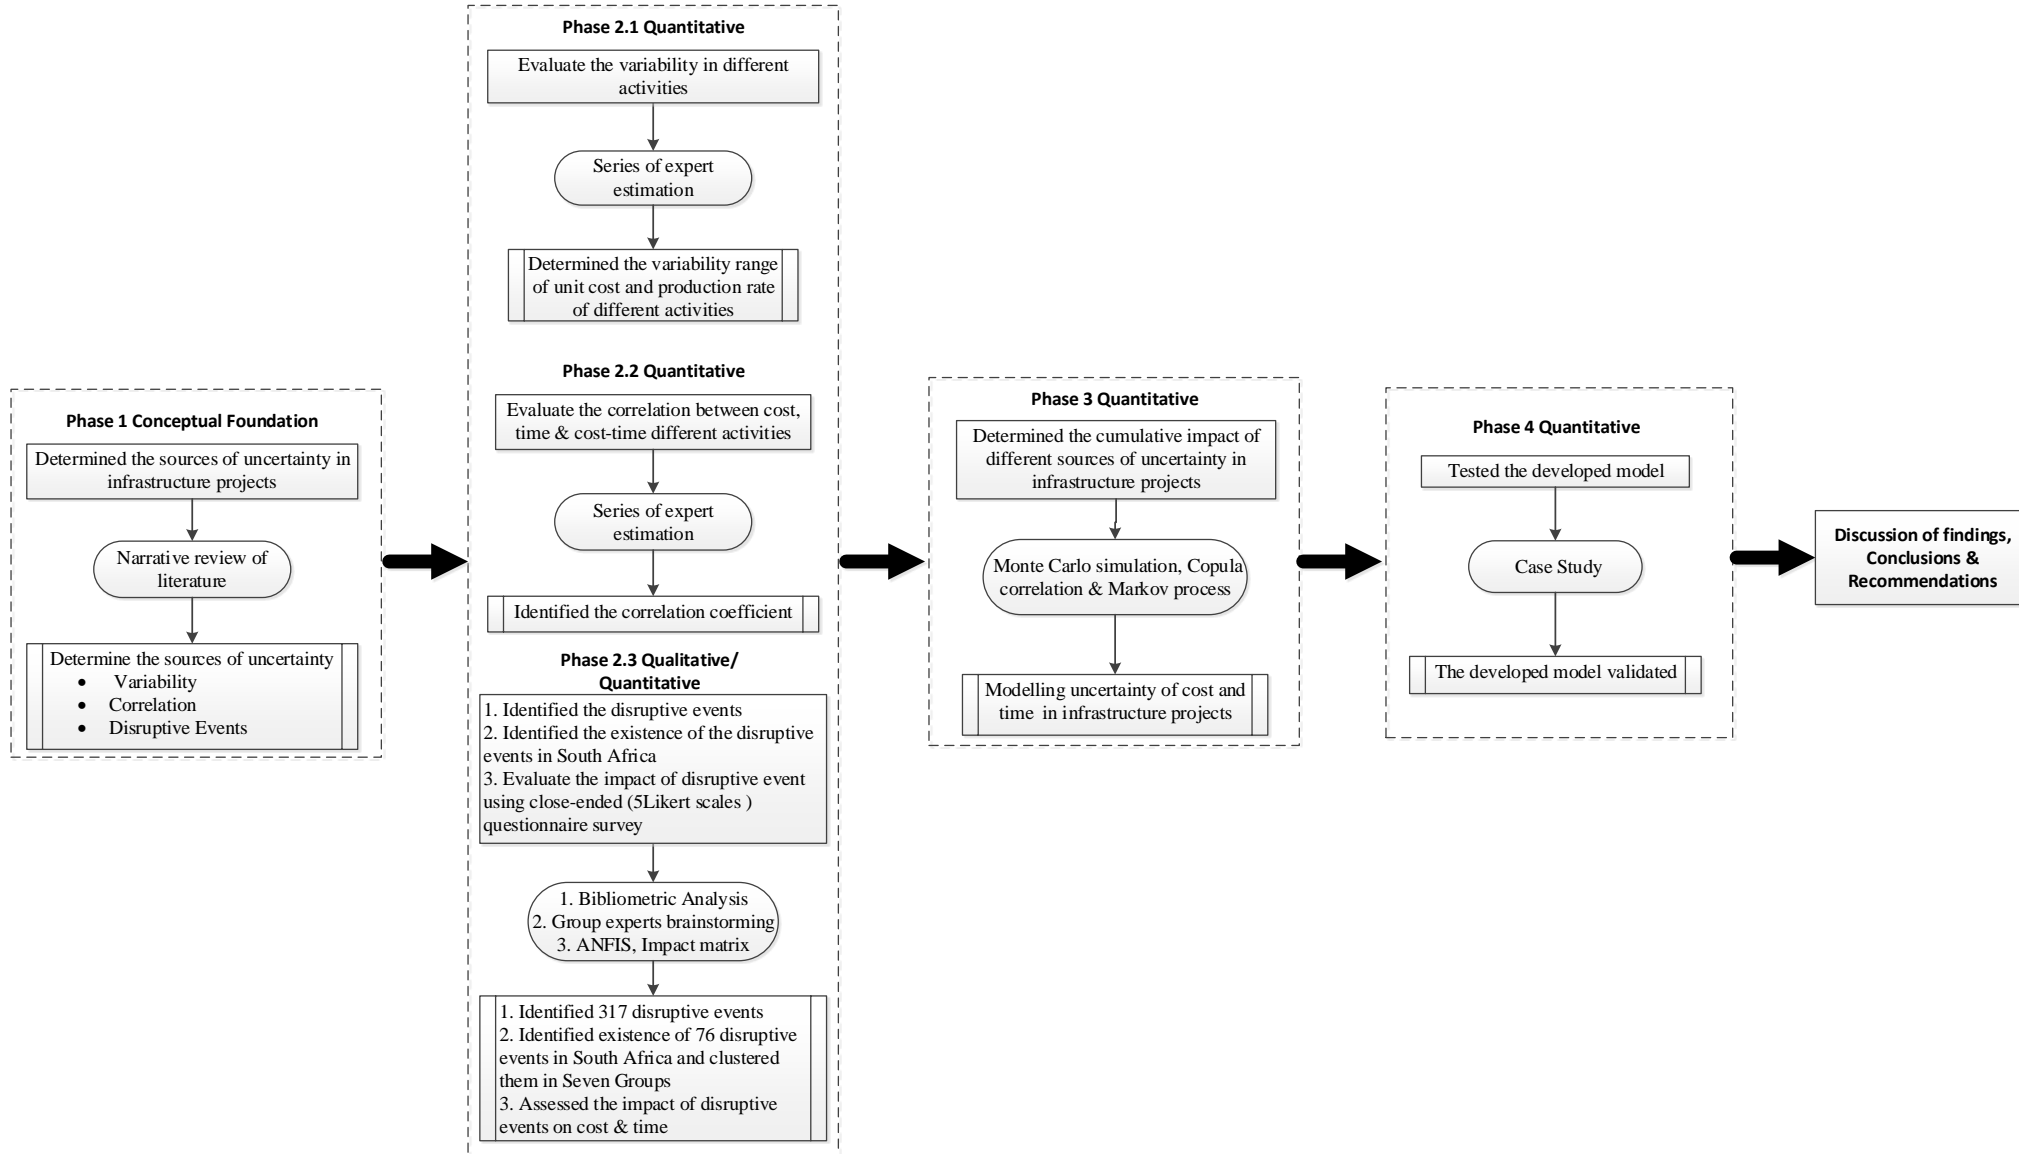 Phase 1 Conceptual Foundation
Determined the sources of uncertainty in
infrastructure projects
Narrative review of
literature
Determine the sources of uncertainty
• Variability
• Correlation
• Disruptive Events
Phase 2.1 Quantitative
Evaluate the variability in different
activities
Series of expert
estimation
Determined the variability range
of unit cost and production rate
of different activities
Phase 2.2 Quantitative
Evaluate the correlation between cost,
time & cost-time different activities
Series of expert
estimation
Identified the correlation coefficient
Phase 2.3 Qualitative/
Quantitative
1. Identified the disruptive events
2. Identified the existence of the disruptive
events in South Africa
3. Evaluate the impact of disruptive event
using close-ended (5Likert scales )
questionnaire survey
1. Bibliometric Analysis
2. Group experts brainstorming
3. ANFIS, Impact matrix
1. Identified 317 disruptive events
2. Identified existence of 76 disruptive
events in South Africa and clustered
them in Seven Groups
3. Assessed the impact of disruptive
events on cost & time
Phase 3 Quantitative
Determined the cumulative impact of
different sources of uncertainty in
infrastructure projects
Monte Carlo simulation, Copula
correlation & Markov process
Modelling uncertainty of cost and
time in infrastructure projects
Phase 4 Quantitative
Tested the developed model
Case Study
The developed model validated
Discussion of findings,
Conclusions &
Recommendations